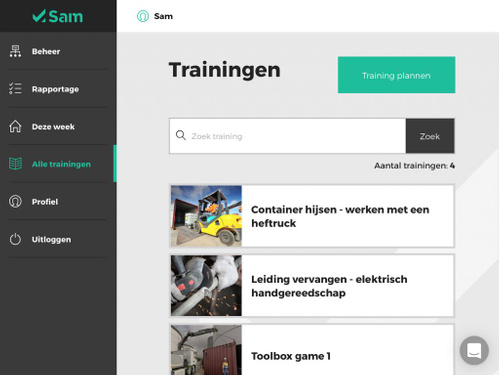 Sam
Sam
Beheer
Rapportage
Deze week
Alle trainingen
Profiel
Uitloggen
Trainingen
Training plannen
Zoek training
Zoek
Aantal trainingen: 4
Container hijsen - werken met een
heftruck
Leiding vervangen - elektrisch
handgereedschap
Toolbox game 1